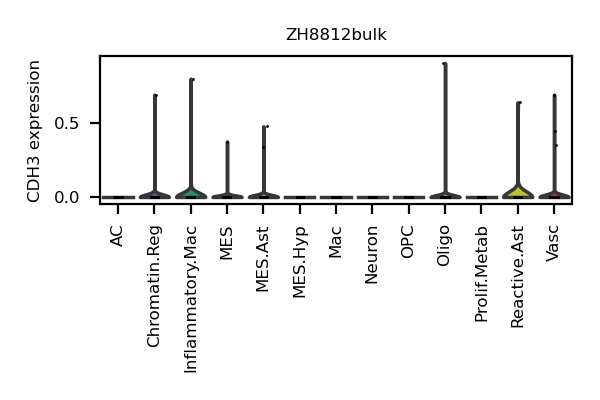 ZH8812bulk
CDH3 expression
0.5
0.0
AC
Chromatin.Reg
Inflammatory.Mac
MES
MES.Ast
MES.Hyp
Mac
Neuron
OPC
Oligo
Prolif.Metab
Reactive.Ast
Vasc